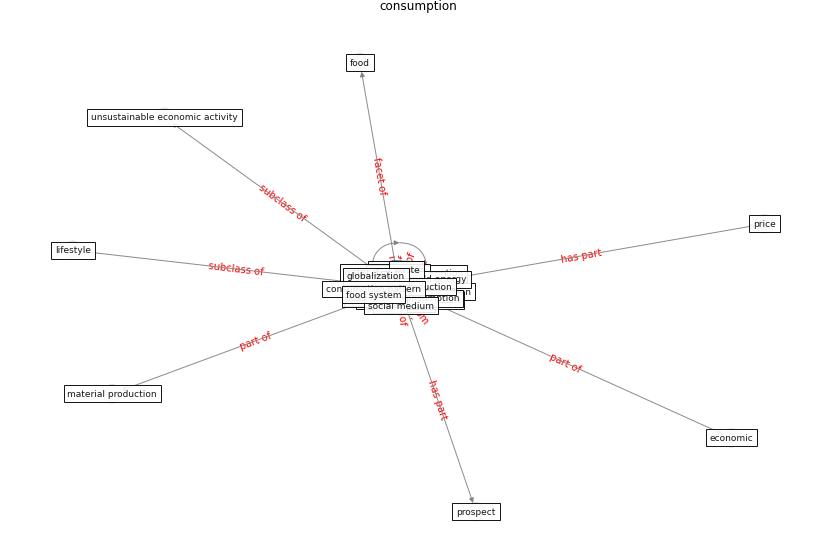 consumption
food
unsustainable economic activity
facet of
subclass of
price
lifestyle
subclass of
has part
globalization
food system
social medium
part of
part of
material production
has part
economic
prospect